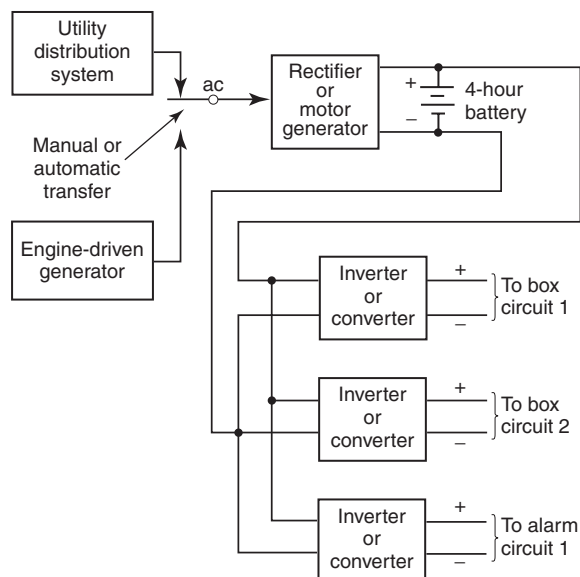 Utility
distribution
system
ac
Manual or
automatic
transfer
Engine-driven
generator
Rectifier
or
motor
generator
+
−
4-hour
battery
Inverter
or
converter
+
−
To box
circuit 1
Inverter
or
converter
+
−
To box
circuit 2
Inverter
or
converter
+
−
To alarm
circuit 1